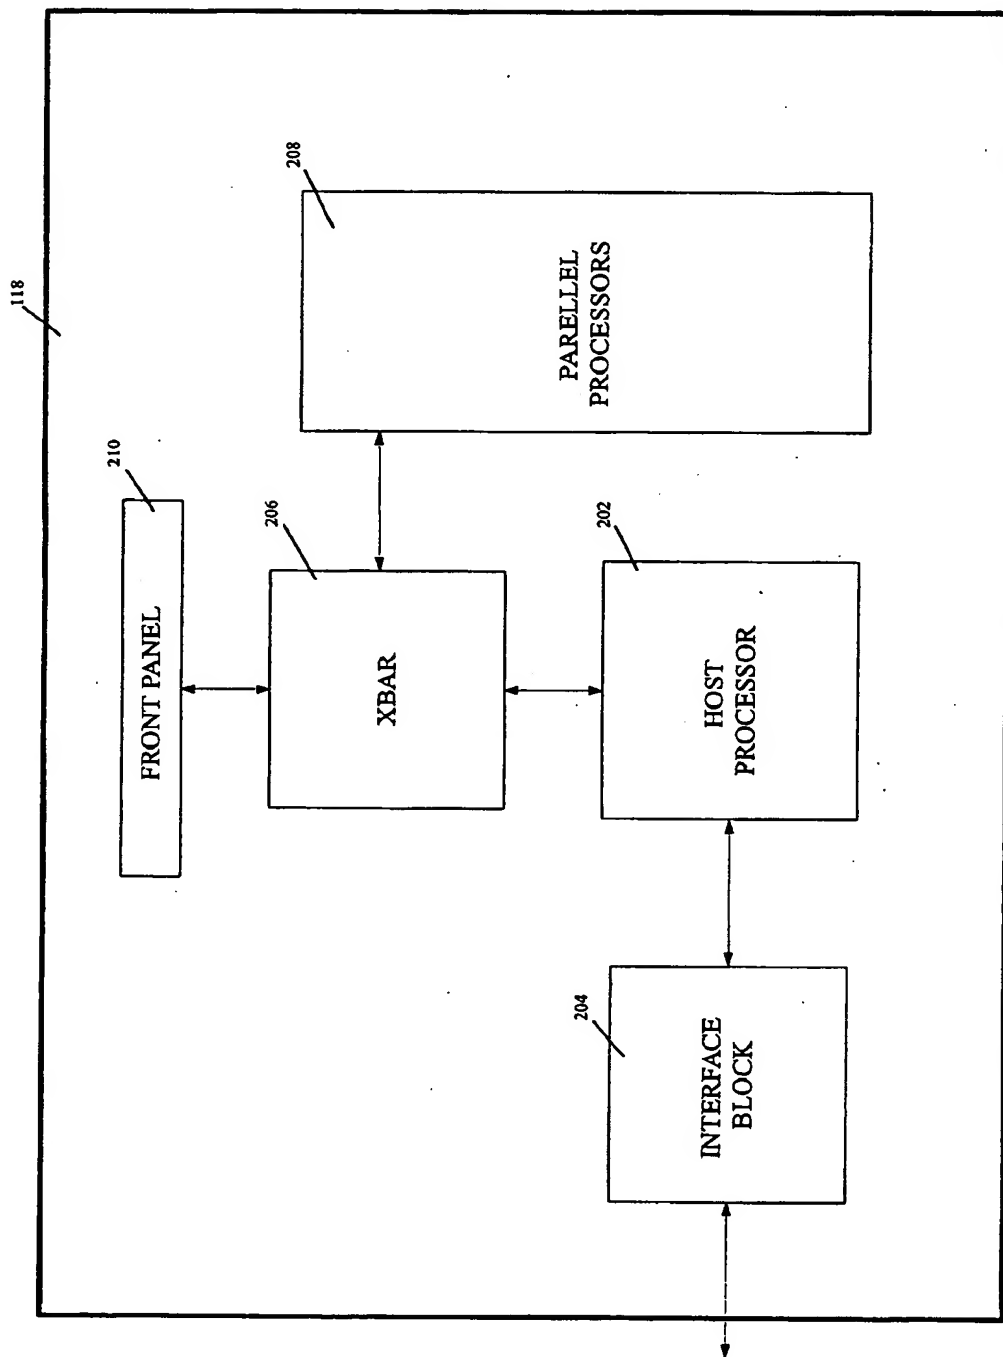 118
210
FRONT PANEL
206
XBAR
208
PARELLEL
PROCESSORS
204
INTERFACE
BLOCK
202
HOST
PROCESSOR